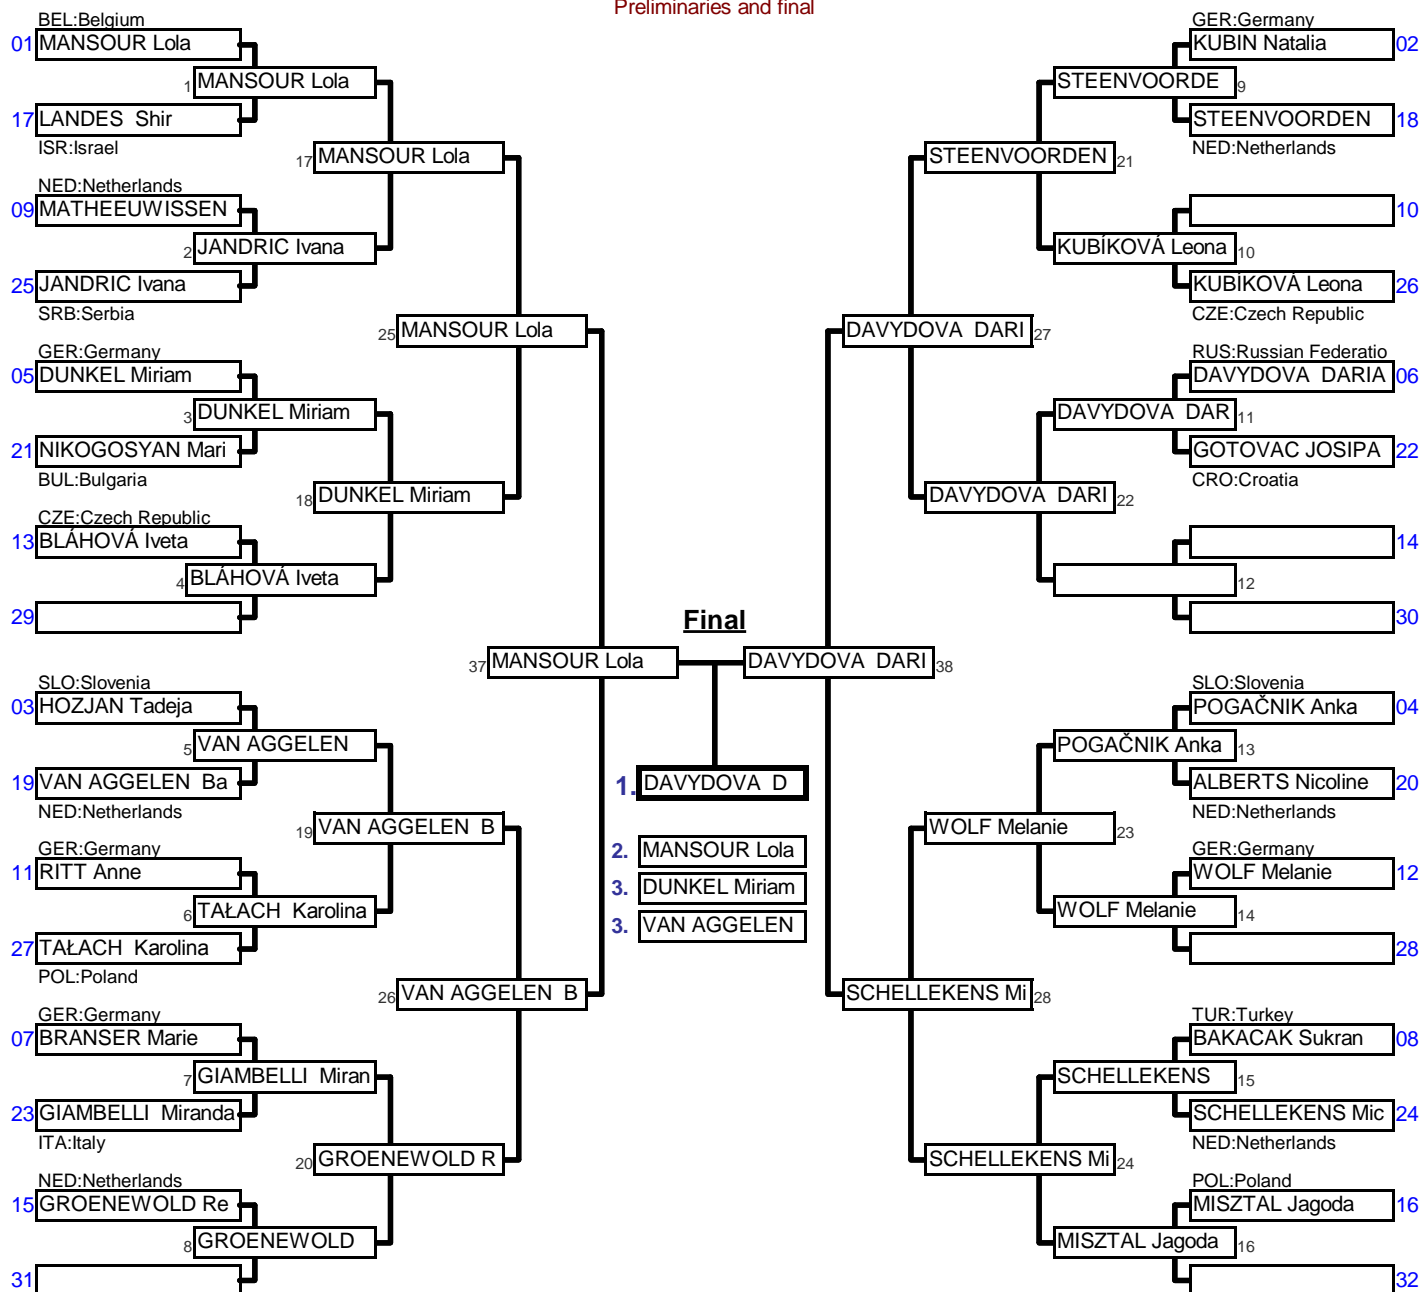 Preliminaries and final
BEL:Belgium
01 MANSOUR Lola
1 MANSOUR Lola
17 LANDES Shir
ISR:Israel
17 MANSOUR Lola
NED:Netherlands
09 MATHEEUWISSEN
2 JANDRIC Ivana
25 JANDRIC Ivana
SRB:Serbia
25 MANSOUR Lola
GER:Germany
05 DUNKEL Miriam
3 DUNKEL Miriam
21 NIKOGOSYAN Mari
BUL:Bulgaria
18 DUNKEL Miriam
CZE:Czech Republic
13 BLÁHOVÁ Iveta
4 BLÁHOVÁ Iveta
29
37 MANSOUR Lola
SLO:Slovenia
03 HOZJAN Tadeja
5 VAN AGGELEN
19 VAN AGGELEN Ba
NED:Netherlands
19 VAN AGGELEN B
GER:Germany
11 RITT Anne
6 TAŁACH Karolina
27 TAŁACH Karolina
POL:Poland
26 VAN AGGELEN B
GER:Germany
07 BRANSER Marie
7 GIAMBELLI Miran
23 GIAMBELLI Miranda
ITA:Italy
20 GROENEWOLD R
NED:Netherlands
15 GROENEWOLD Re
8 GROENEWOLD
31
Final
1. DAVYDOVA D
2. MANSOUR Lola
3. DUNKEL Miriam
3. VAN AGGELEN
GER:Germany
KUBIN Natalia 02
STEENVOORDE 9
STEENVOORDEN 18
NED:Netherlands
STEENVOORDEN 21
10
KUBÍKOVÁ Leona 10
KUBÍKOVÁ Leona 26
CZE:Czech Republic
DAVYDOVA DARI 27
RUS:Russian Federatio
DAVYDOVA DARIA 06
DAVYDOVA DAR 11
GOTOVAC JOSIPA 22
CRO:Croatia
DAVYDOVA DARI 22
14
12
30
DAVYDOVA DARI 38
SLO:Slovenia
POGAČNIK Anka 04
POGAČNIK Anka 13
ALBERTS Nicoline 20
NED:Netherlands
WOLF Melanie 23
GER:Germany
WOLF Melanie 12
WOLF Melanie 14
28
SCHELLEKENS Mi 28
TUR:Turkey
BAKACAK Sukran 08
SCHELLEKENS 15
SCHELLEKENS Mic 24
NED:Netherlands
SCHELLEKENS Mi 24
POL:Poland
MISZTAL Jagoda 16
MISZTAL Jagoda 16
32